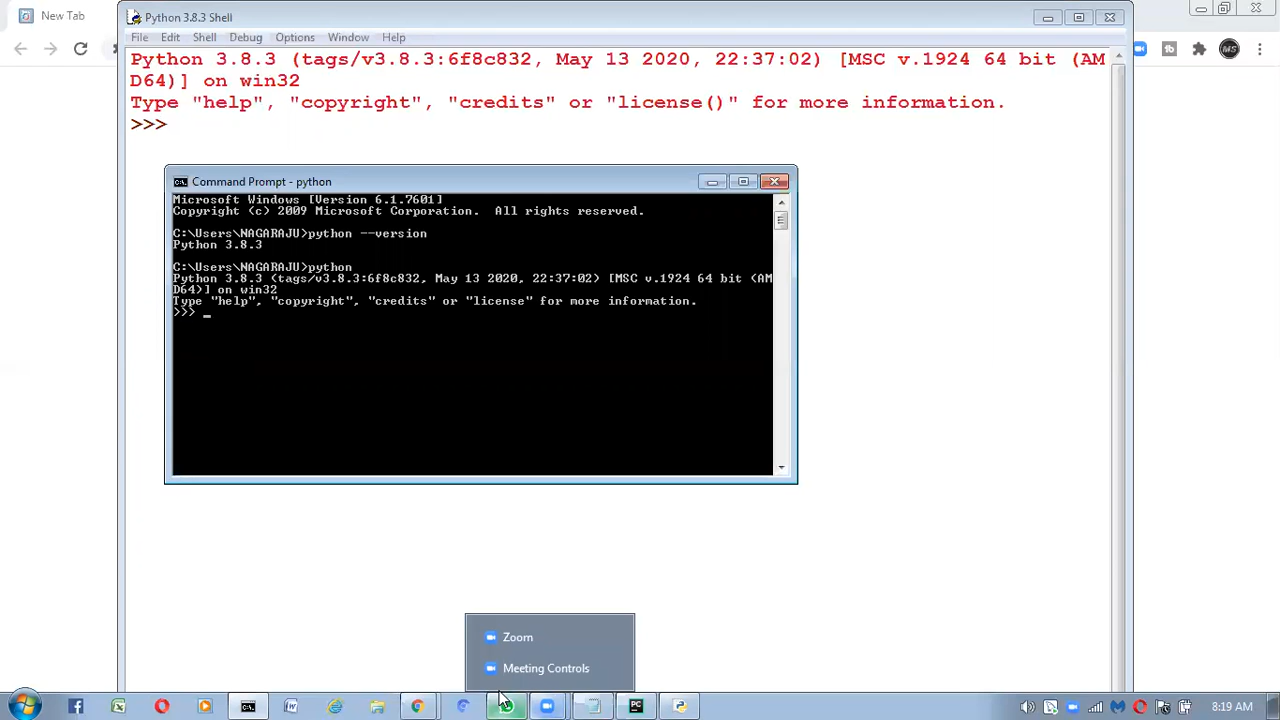 New Tab
Python 3.8.3 Shell
File Edit Shell Debug Options Window Help
Python 3.8.3 (tags/v3.8.3:6f8c832, May 13 2020, 22:37:02) [MSC v.1924 64 bit (AM
D64)] on win32
Type "help", "copyright", "credits" or "license()" for more information.
>>>
MS
Command Prompt - python
Microsoft Windows [Version 6.1.7601]
Copyright (c) 2009 Microsoft Corporation. All rights reserved.
C:\Users\NAGARAJU>python --version
Python 3.8.3
C:\Users\NAGARAJU>python
Python 3.8.3 (tags/v3.8.3:6f8c832, May 13 2020, 22:37:02) [MSC v.1924 64 bit (AM
D64)] on win32
Type "help", "copyright", "credits" or "license" for more information.
>>> _
Zoom
Meeting Controls
8:19 AM